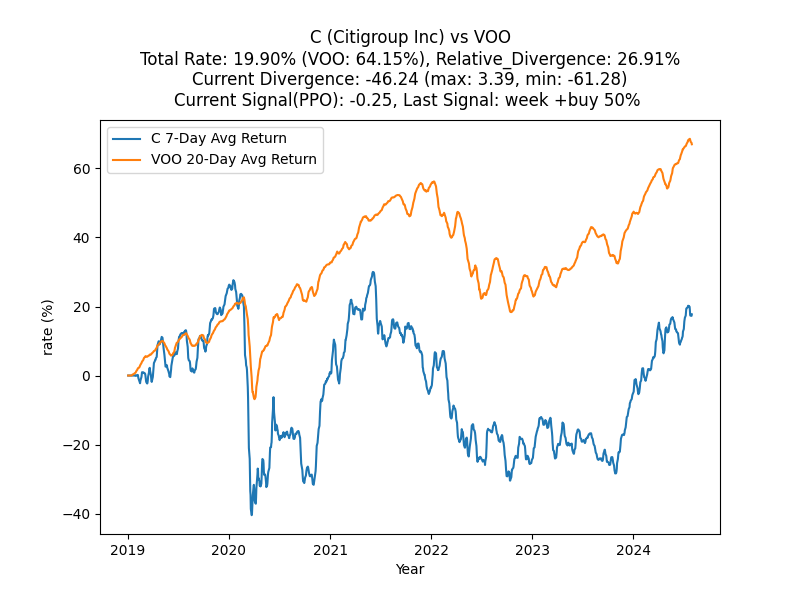 C (Citigroup Inc) vs VOO
Total Rate: 19.90% (VOO: 64.15%), Relative_Divergence: 26.91%
Current Divergence: -46.24 (max: 3.39, min: -61.28)
Current Signal(PPO): -0.25, Last Signal: week +buy 50%
C 7-Day Avg Return
VOO 20-Day Avg Return
60
40
20
0
−20
−40
rate (%)
2019 2020 2021 2022 2023 2024
Year